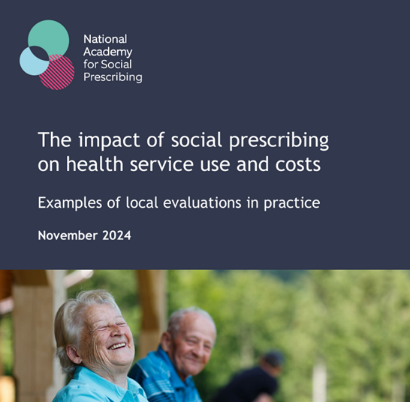 National
Academy
for Social
Prescribing
The impact of social prescribing
on health service use and costs
Examples of local evaluations in practice
November 2024